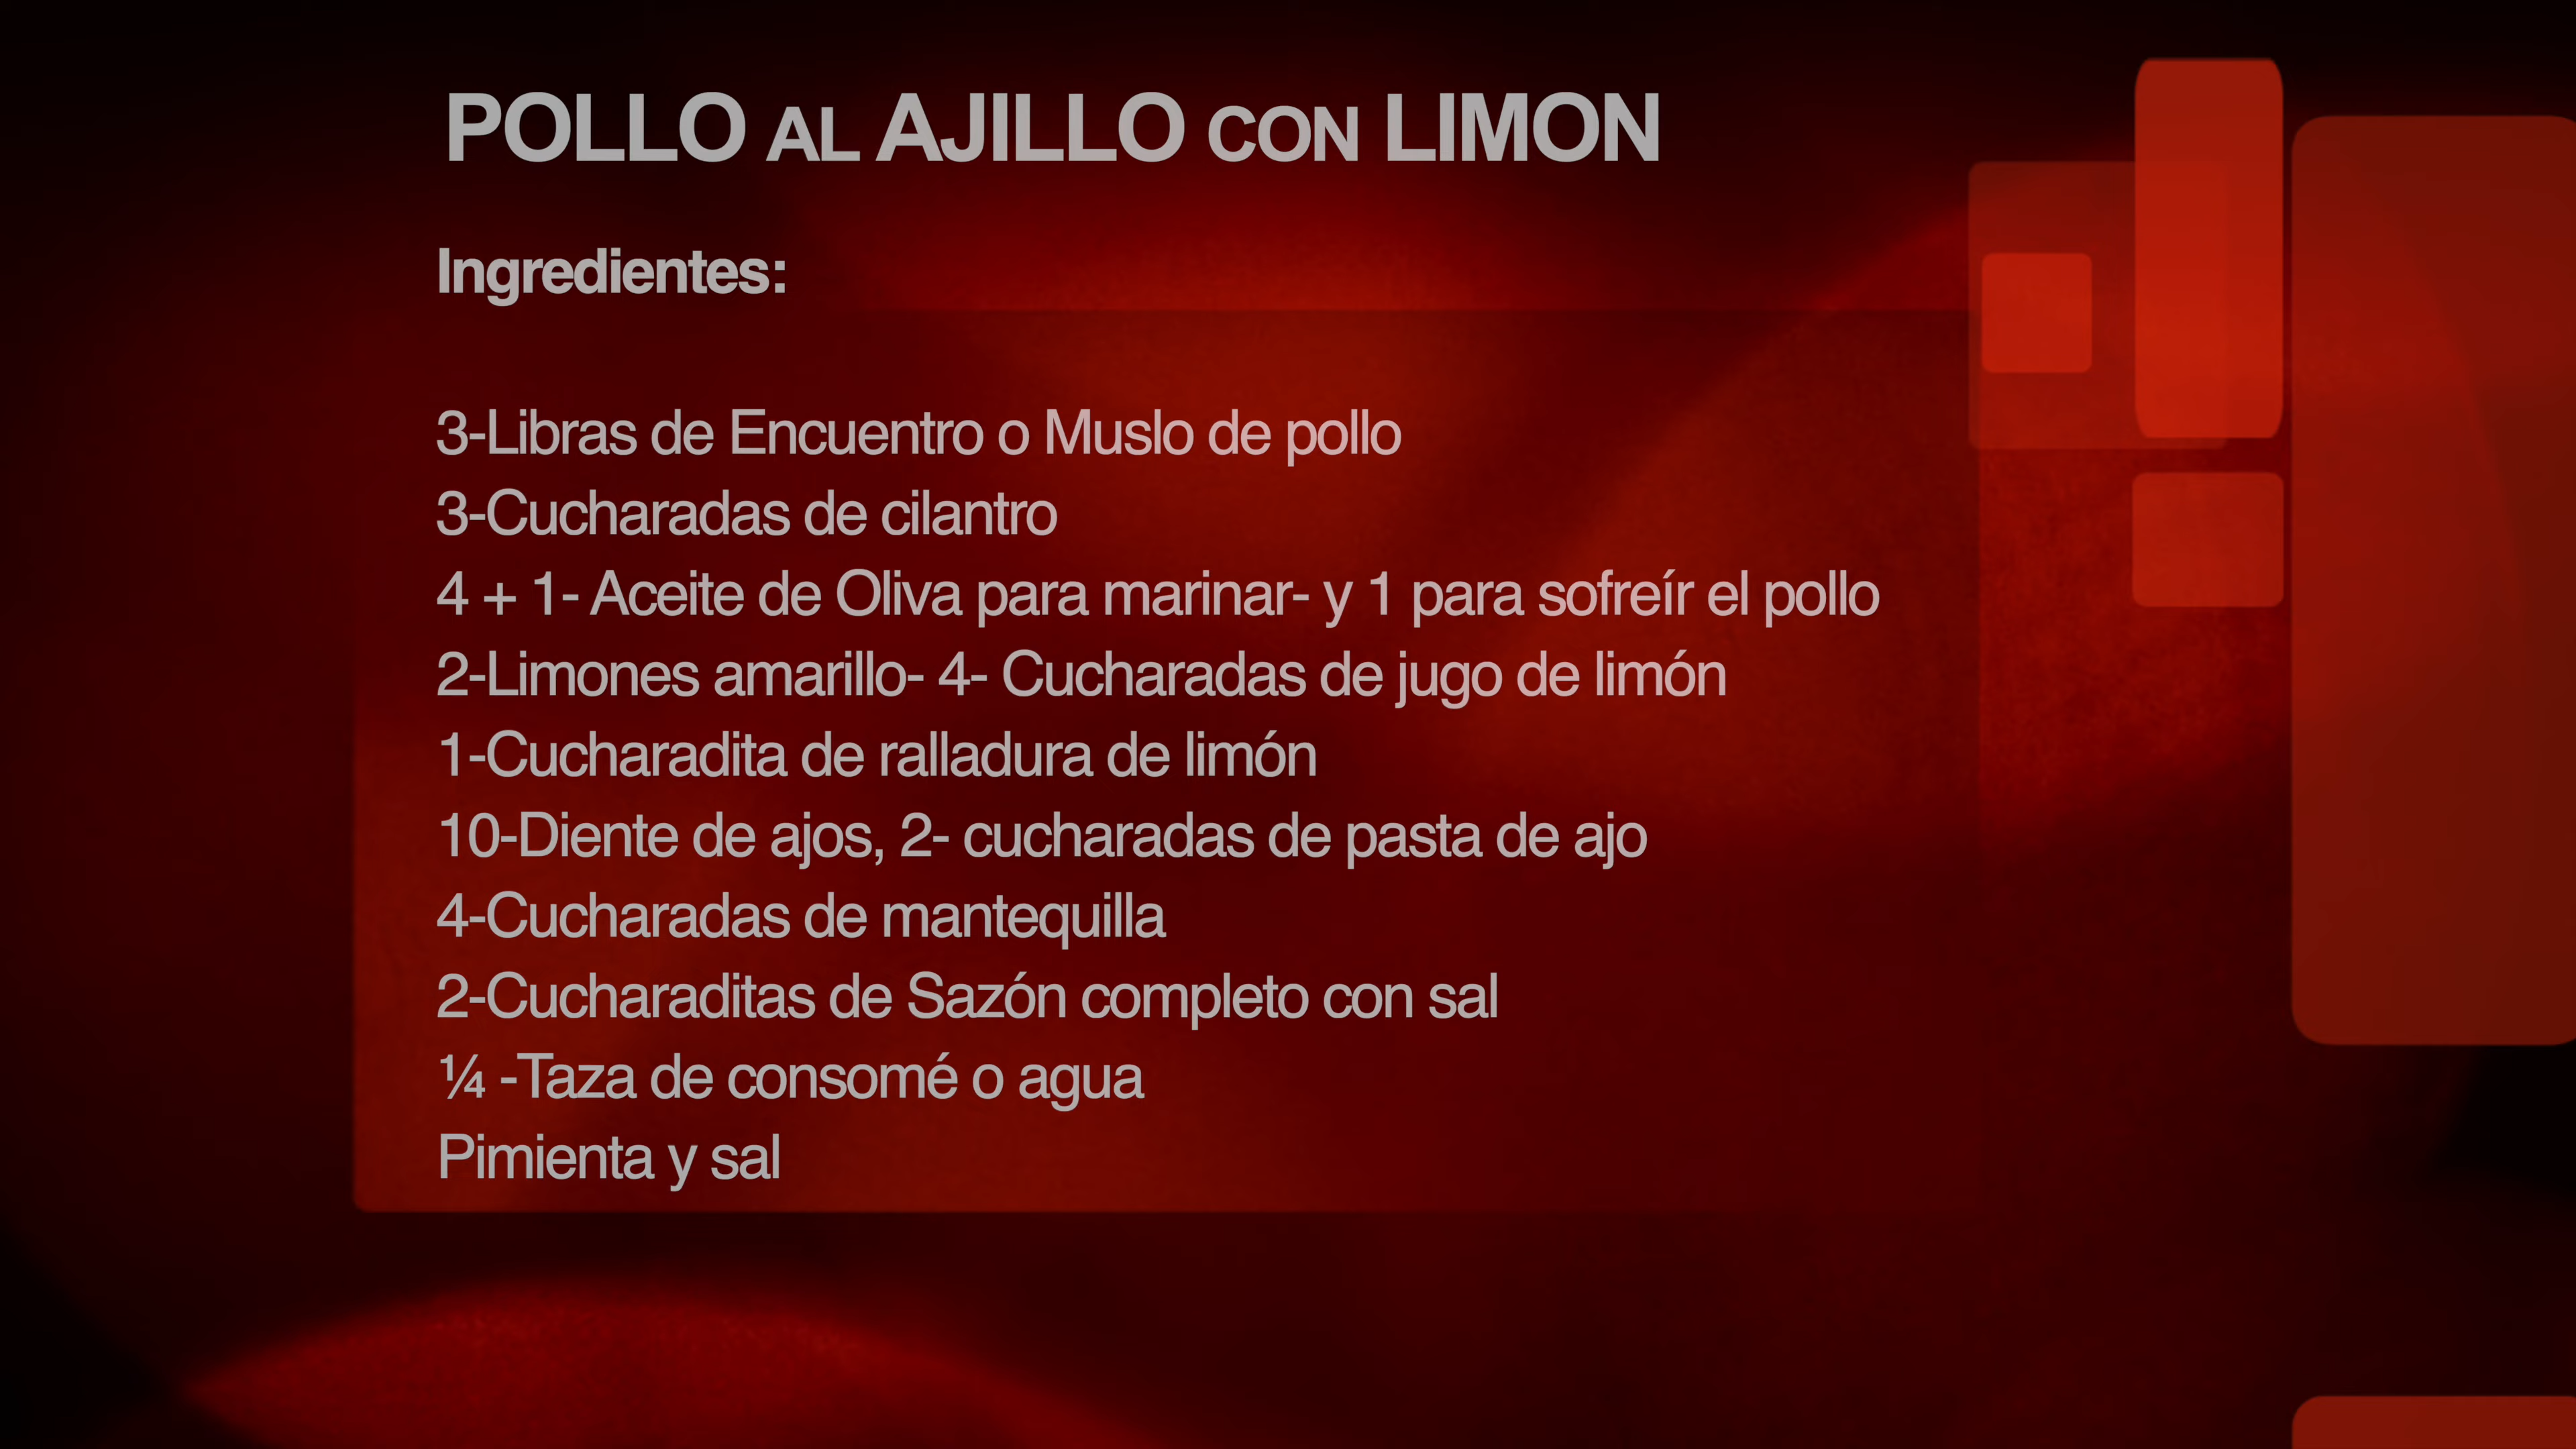 POLLO AL AJILLO CON LIMON
Ingredientes:
3-Libras de Encuentro o Muslo de pollo
3-Cucharadas de cilantro
4 + 1- Aceite de Oliva para marinar- y 1 para sofreír el pollo
2-Limones amarillo- 4- Cucharadas de jugo de limón
1-Cucharadita de ralladura de limón
10-Diente de ajos, 2- cucharadas de pasta de ajo
4-Cucharadas de mantequilla
2-Cucharaditas de Sazón completo con sal
¼ -Taza de consomé o agua
Pimienta y sal